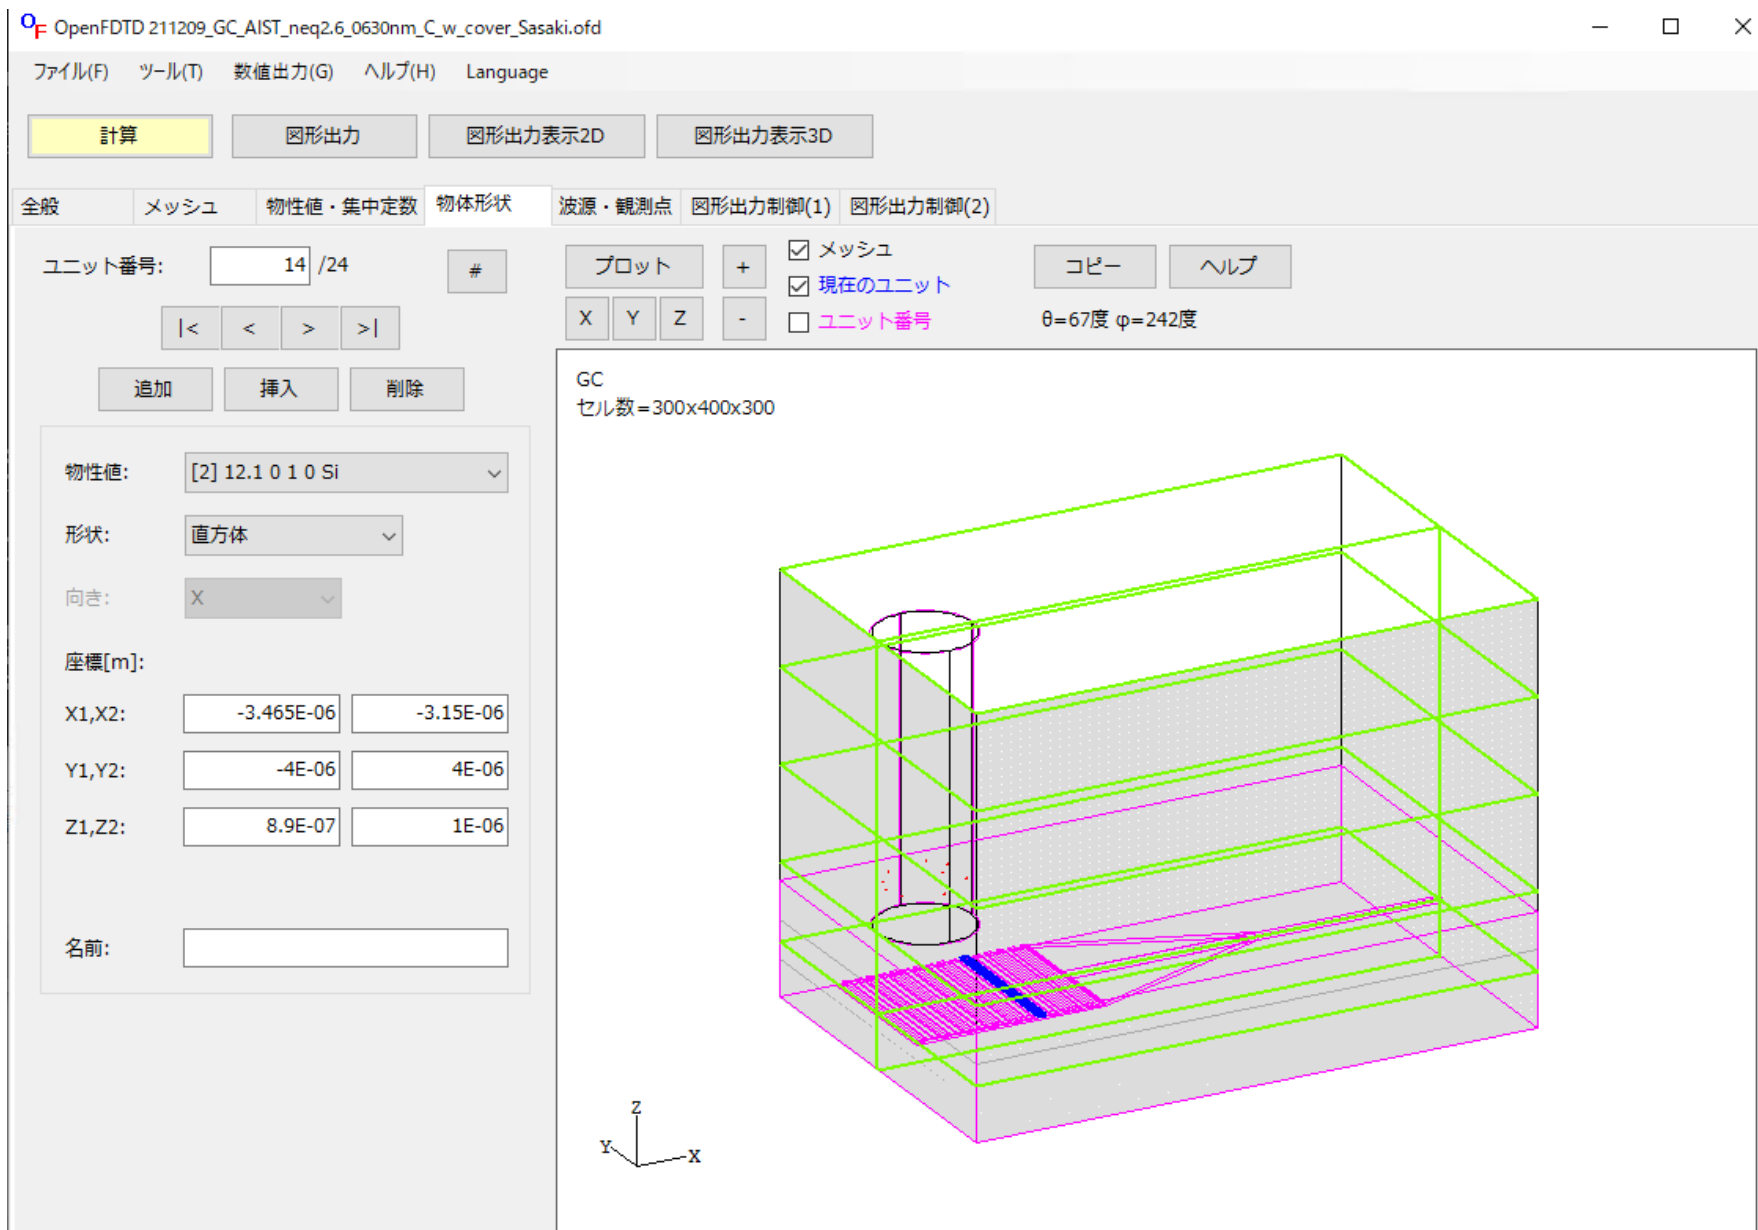 OF OpenFDTD 211209_GC_AIST_neq2.6_0630nm_C_w_cover_Sasaki.ofd
ファイル(F) ツール(T) 数値出力(G) ヘルプ(H) Language
計算 図形出力 図形出力表示2D 図形出力表示3D
全般 メッシュ 物性値・集中定数 物体形状 波源・観測点 図形出力制御(1) 図形出力制御(2)
ユニット番号: 14 /24 #
|< < > >|
追加 挿入 削除
物性値: [2] 12.1 0 1 0 Si
形状: 直方体
向き: X
座標[m]:
X1,X2: -3.465E-06 -3.15E-06
Y1,Y2: -4E-06 4E-06
Z1,Z2: 8.9E-07 1E-06
名前:
プロット + メッシュ コピー ヘルプ
現在のユニット
X Y Z - ユニット番号 θ=67度 φ=242度
GC
セル数=300x400x300
Z
Y X